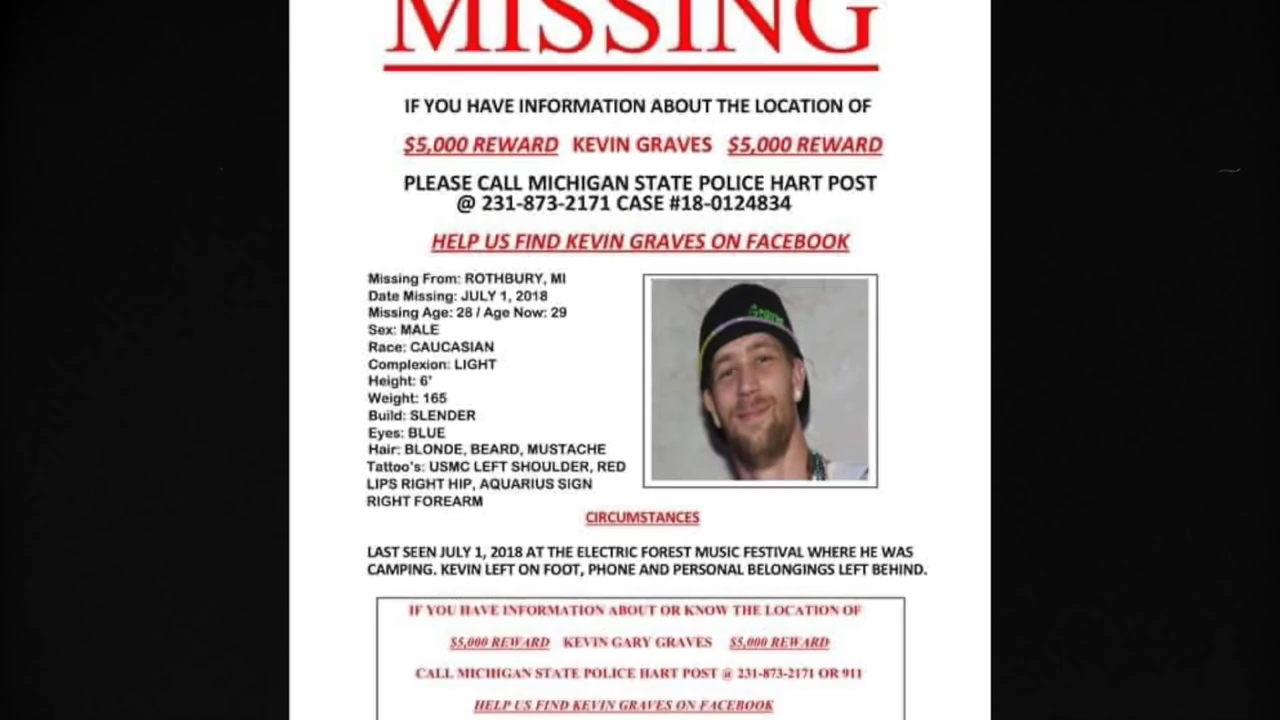 MISSING
IF YOU HAVE INFORMATION ABOUT THE LOCATION OF
$5,000 REWARD KEVIN GRAVES $5,000 REWARD
PLEASE CALL MICHIGAN STATE POLICE HART POST
@ 231-873-2171 CASE #18-0124834
HELP US FIND KEVIN GRAVES ON FACEBOOK
Missing From: ROTHBURY, MI
Date Missing: JULY 1, 2018
Missing Age: 28 / Age Now: 29
Sex: MALE
Race: CAUCASIAN
Complexion: LIGHT
Height: 6'
Weight: 165
Build: SLENDER
Eyes: BLUE
Hair: BLONDE, BEARD, MUSTACHE
Tattoo's: USMC LEFT SHOULDER, RED
LIPS RIGHT HIP, AQUARIUS SIGN
RIGHT FOREARM
CIRCUMSTANCES
LAST SEEN JULY 1, 2018 AT THE ELECTRIC FOREST MUSIC FESTIVAL WHERE HE WAS
CAMPING. KEVIN LEFT ON FOOT, PHONE AND PERSONAL BELONGINGS LEFT BEHIND.
IF YOU HAVE INFORMATION ABOUT OR KNOW THE LOCATION OF
$5,000 REWARD KEVIN GARY GRAVES $5,000 REWARD
CALL MICHIGAN STATE POLICE HART POST @ 231-873-2171 OR 911
HELP US FIND KEVIN GRAVES ON FACEBOOK